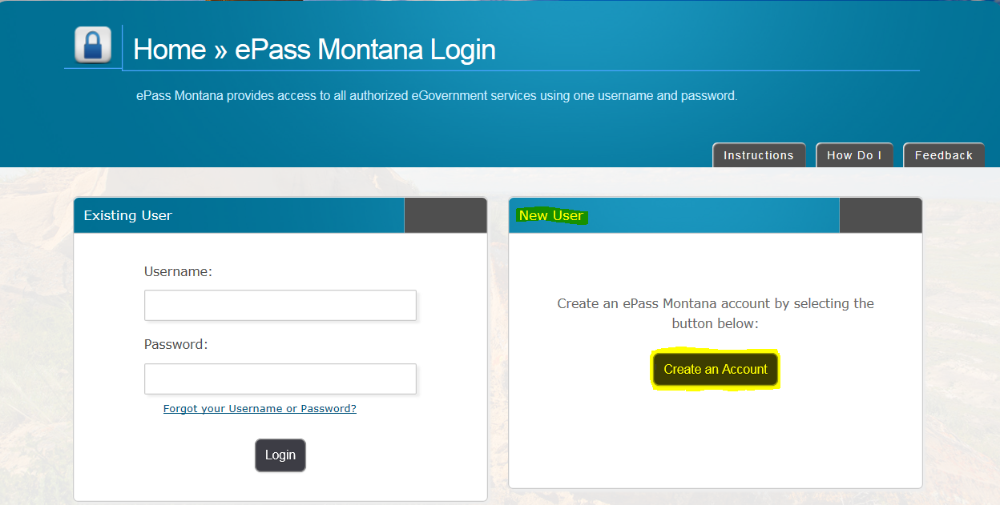 Home » ePass Montana Login
ePass Montana provides access to all authorized eGovernment services using one username and password.
Instructions
How Do I
Feedback
Existing User
Username:
Password:
Forgot your Username or Password?
Login
New User
Create an ePass Montana account by selecting the
button below:
Create an Account